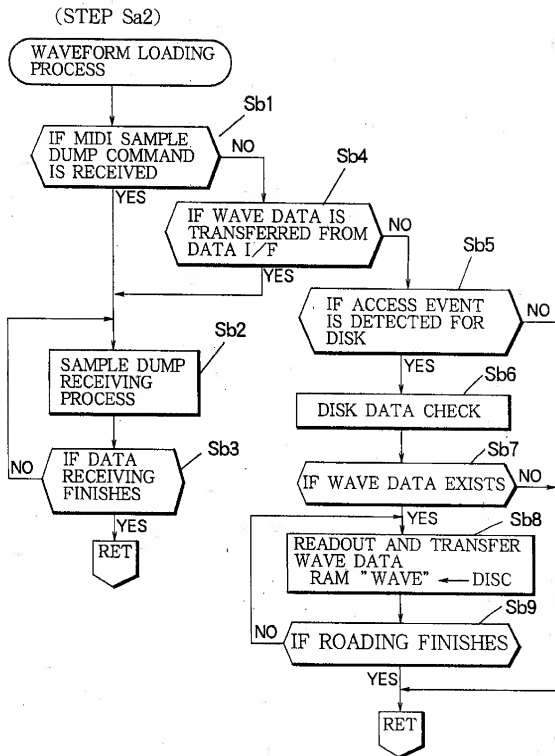 (STEP Sa2)
WAVEFORM LOADING
PROCESS
Sb1
IF MIDI SAMPLE
DUMP COMMAND
IS RECEIVED
NO
YES
Sb4
IF WAVE DATA IS
TRANSFERRED FROM
DATA I/F
NO
YES
Sb5
IF ACCESS EVENT
IS DETECTED FOR
DISK
NO
YES
Sb2
SAMPLE DUMP
RECEIVING
PROCESS
Sb6
DISK DATA CHECK
Sb3
IF DATA
RECEIVING
FINISHES
NO
YES
RET
Sb7
IF WAVE DATA EXISTS
NO
YES
Sb8
READOUT AND TRANSFER
WAVE DATA
RAM "WAVE" ← DISC
Sb9
IF ROADING FINISHES
NO
YES
RET